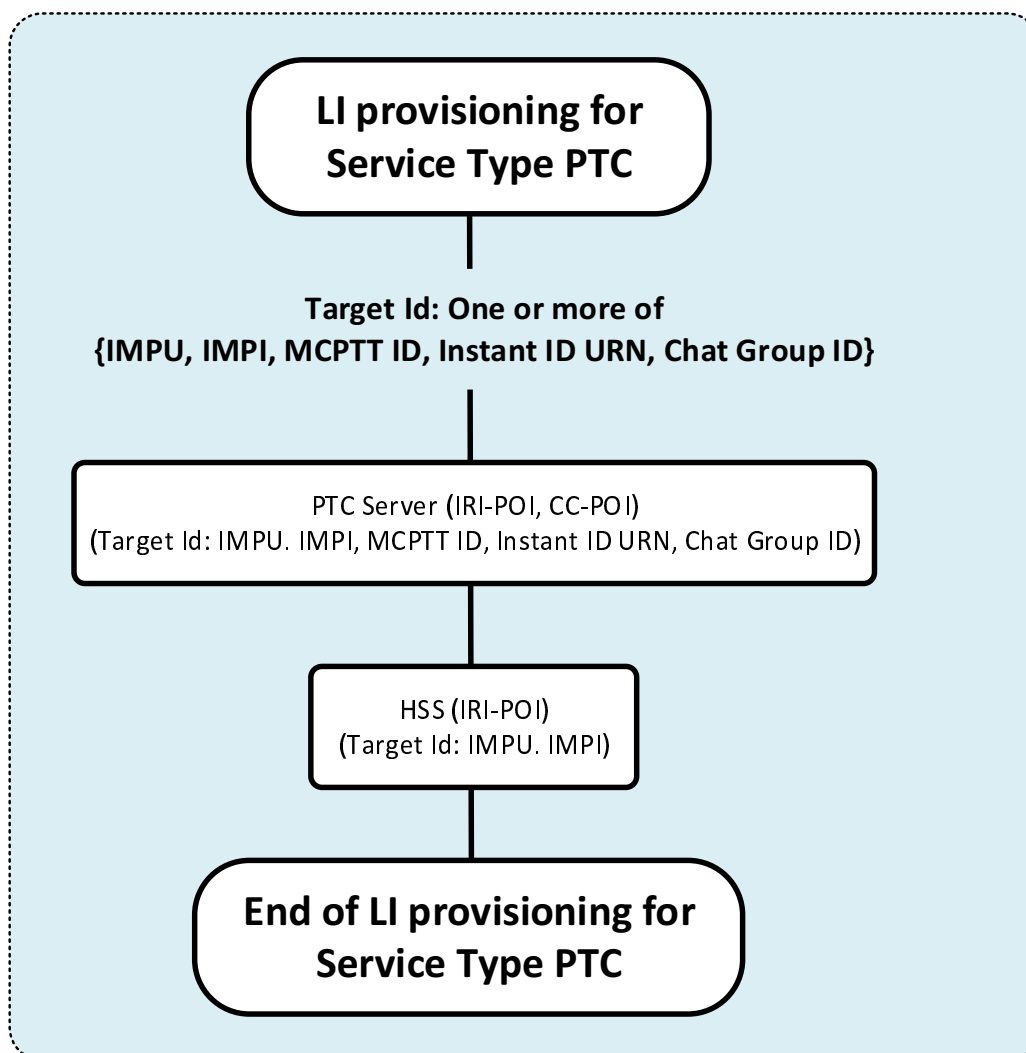 LI provisioning for
Service Type PTC
Target Id: One or more of
{IMPU, IMPI, MCPTT ID, Instant ID URN, Chat Group ID}
PTC Server (IRI-POI, CC-POI)
(Target Id: IMPU. IMPI, MCPTT ID, Instant ID URN, Chat Group ID)
HSS (IRI-POI)
(Target Id: IMPU. IMPI)
End of LI provisioning for
Service Type PTC